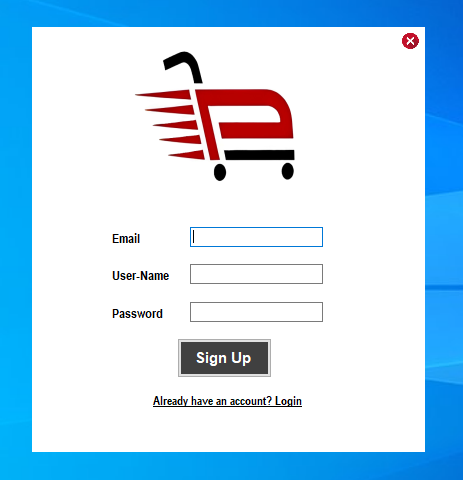 Email
User-Name
Password
Sign Up
Already have an account? Login